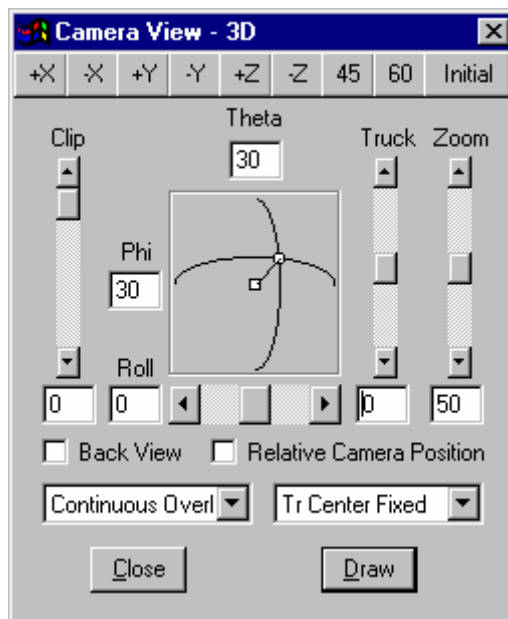 Camera View - 3D
+X -X +Y -Y +Z -Z 45 60 Initial
Theta
Clip Truck Zoom
30
Phi
30
Roll
0 0 0 50
Back View Relative Camera Position
Continuous Overl Tr Center Fixed
Close Draw